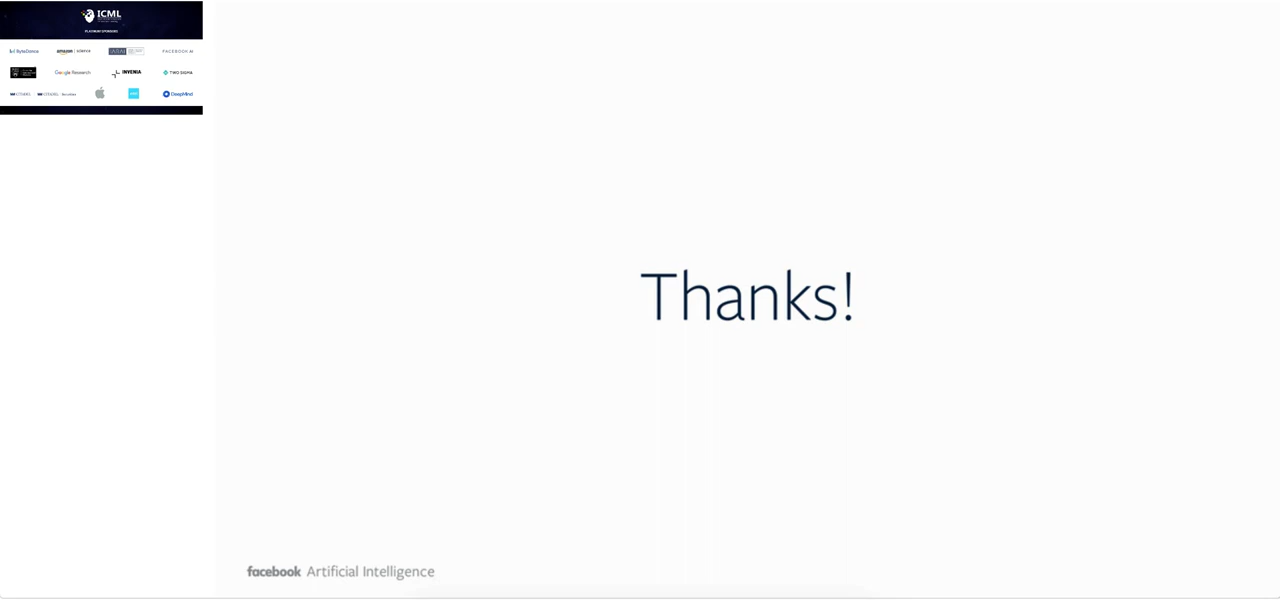 ICML
PLATINUM SPONSORS
ByteDance
amazon | science
FACEBOOK AI
Google Research
INVENIA
TWO SIGMA
DeepMind
Thanks!
facebook Artificial Intelligence